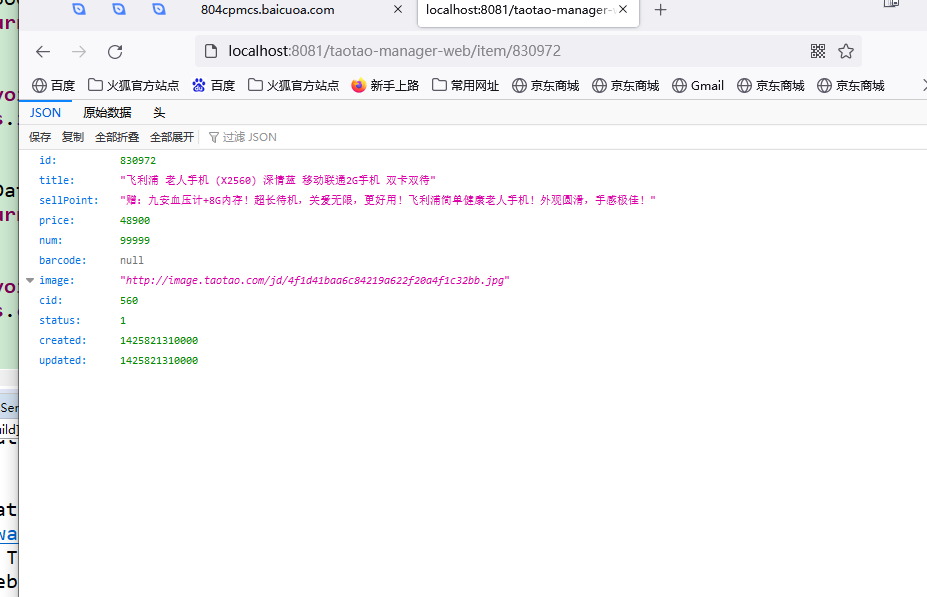 804cpmcs.baicuoa.com
localhost:8081/taotao-manager-
localhost:8081/taotao-manager-web/item/830972
百度 火狐官方站点 百度 火狐官方站点 新手上路 常用网址 京东商城 京东商城 Gmail 京东商城 京东商城
JSON 原始数据 头
保存 复制 全部折叠 全部展开 过滤 JSON
id: 830972
title: "飞利浦 老人手机 (X2560) 深情蓝 移动联通2G手机 双卡双待"
sellPoint: "赠：九安血压计+8G内存！超长待机，关爱无限，更好用！飞利浦简单健康老人手机！外观圆滑，手感极佳！"
price: 48900
num: 99999
barcode: null
image: "http://image.taotao.com/jd/4f1d41baa6c84219a622f20a4f1c32bb.jpg"
cid: 560
status: 1
created: 1425821310000
updated: 1425821310000
Ser
uild]
at
wa
T
eb